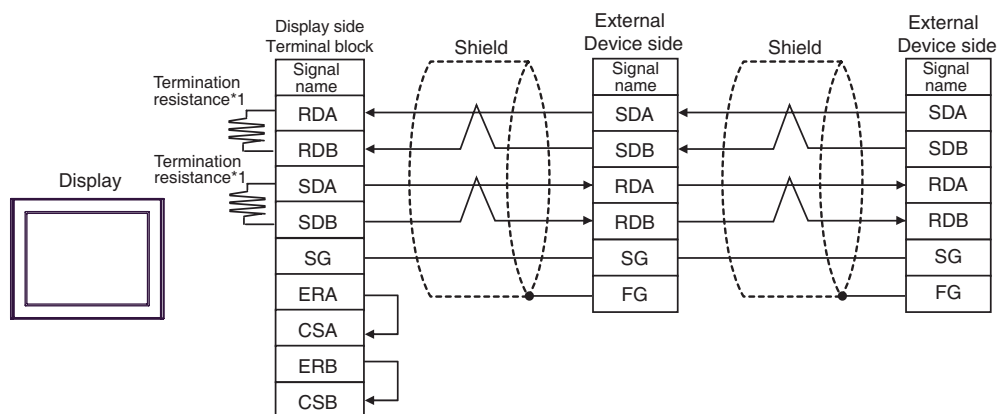 Display side
Terminal block
Shield
External
Device side
Shield
External
Device side
Termination
resistance*1
Termination
resistance*1
Display
Signal
name
RDA
RDB
SDA
SDB
SG
ERA
CSA
ERB
CSB
Signal
name
SDA
SDB
RDA
RDB
SG
FG
Signal
name
SDA
SDB
RDA
RDB
SG
FG